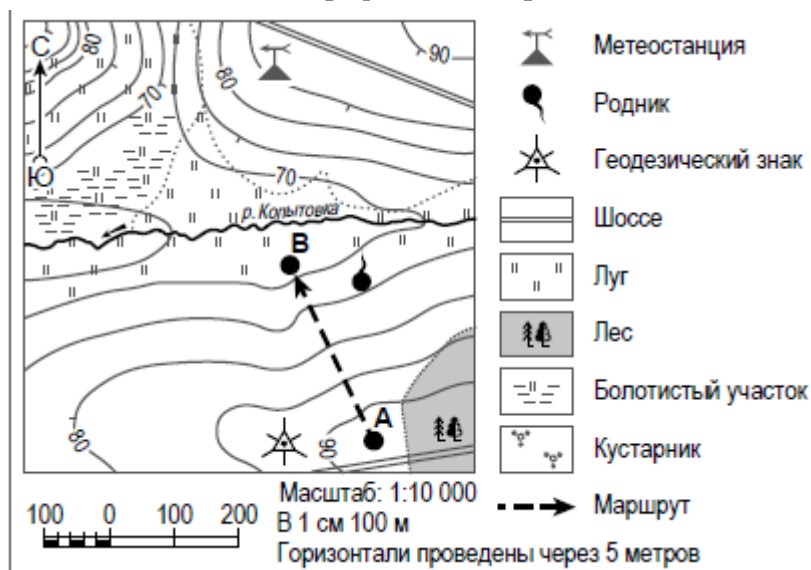 С
80
80
90
70
70
Ю
р. Копытовка
В
А
80
90
Метеостанция
Родник
Геодезический знак
Шоссе
Луг
Лес
Болотистый участок
Кустарник
Маршрут
100 0 100 200
Масштаб: 1:10 000
В 1 см 100 м
Горизонтали проведены через 5 метров